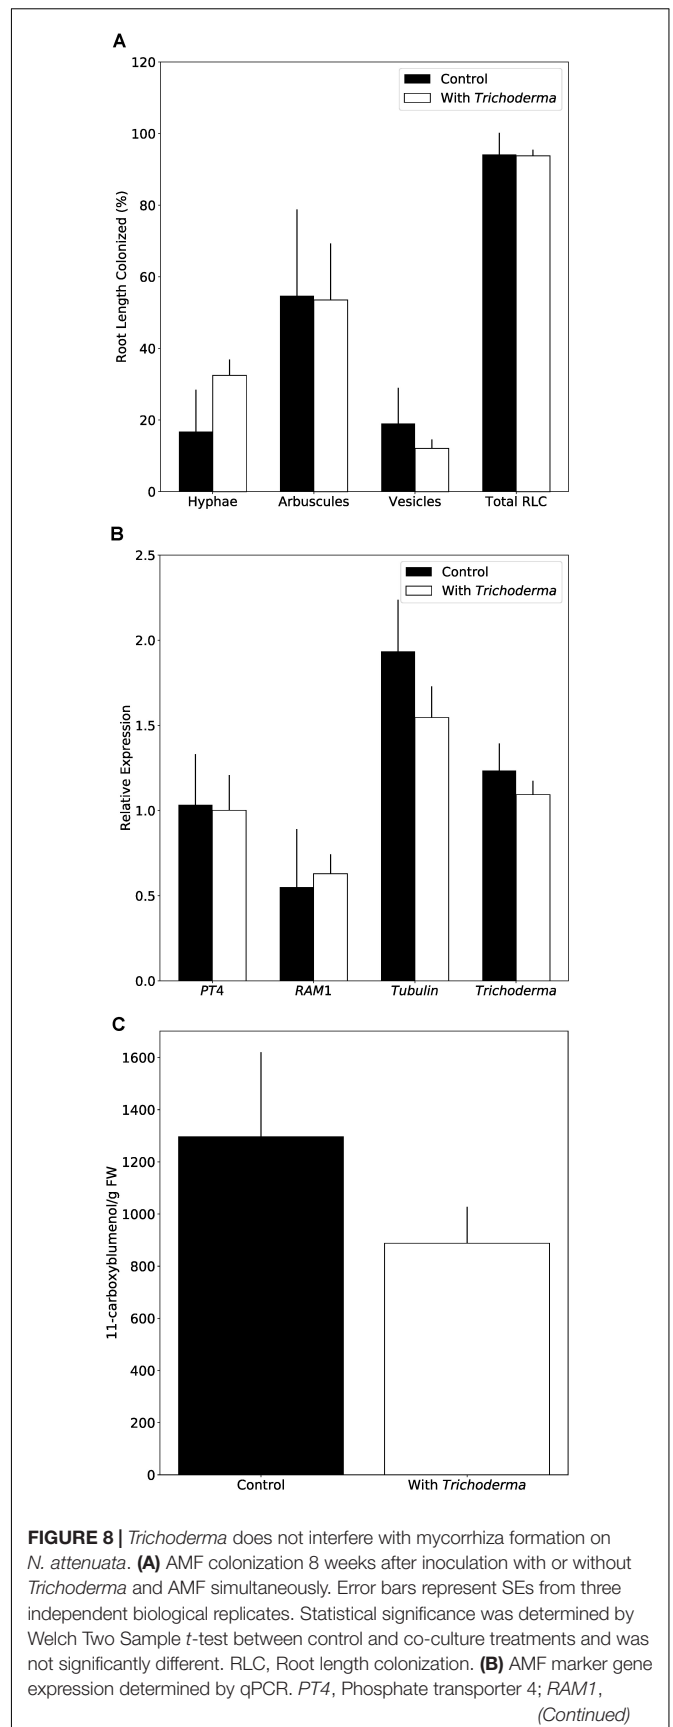 A
120
100
80
60
40
20
0
Root Length Colonized (%)
Control
With Trichoderma
Hyphae Arbuscules Vesicles Total RLC
B
2.5
2.0
1.5
1.0
0.5
0.0
Relative Expression
Control
With Trichoderma
PT4 RAM1 Tubulin Trichoderma
C
1600
1400
1200
1000
800
600
400
200
0
11-carboxyblumenol/g FW
Control With Trichoderma
FIGURE 8 | Trichoderma does not interfere with mycorrhiza formation on
N. attenuata. (A) AMF colonization 8 weeks after inoculation with or without
Trichoderma and AMF simultaneously. Error bars represent SEs from three
independent biological replicates. Statistical significance was determined by
Welch Two Sample t-test between control and co-culture treatments and was
not significantly different. RLC, Root length colonization. (B) AMF marker gene
expression determined by qPCR. PT4, Phosphate transporter 4; RAM1,
(Continued)